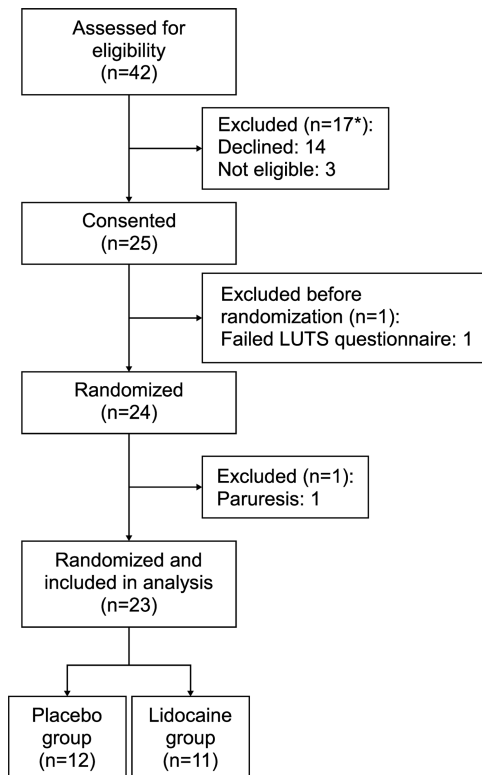 Assessed for
eligibility
(n=42)
Excluded (n=17*):
Declined: 14
Not eligible: 3
Consented
(n=25)
Excluded before
randomization (n=1):
Failed LUTS questionnaire: 1
Randomized
(n=24)
Excluded (n=1):
Paruresis: 1
Randomized and
included in analysis
(n=23)
Placebo
group
(n=12)
Lidocaine
group
(n=11)